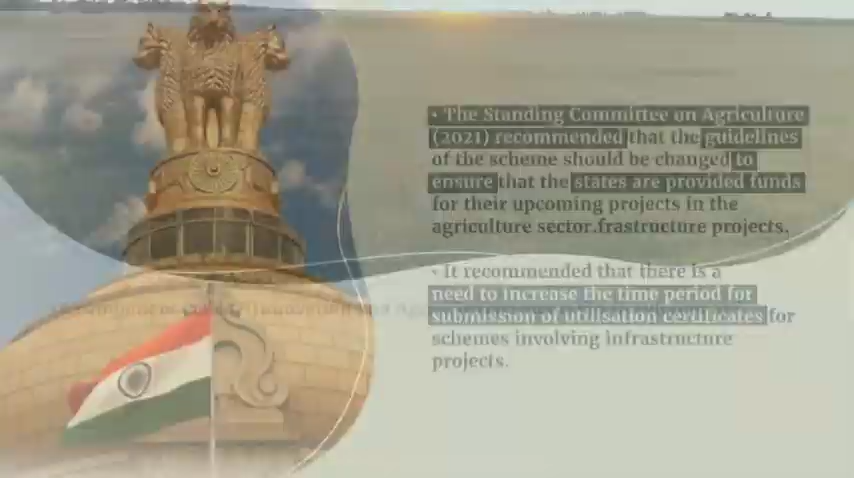 • The Standing Committee on Agriculture
(2021) recommended that the guidelines
of the scheme should be changed to
ensure that the states are provided funds
for their upcoming projects in the
agriculture sector.frastructure projects.
• It recommended that there is a
need to increase the time period for
submission of utilisation certificates for
schemes involving infrastructure
projects.